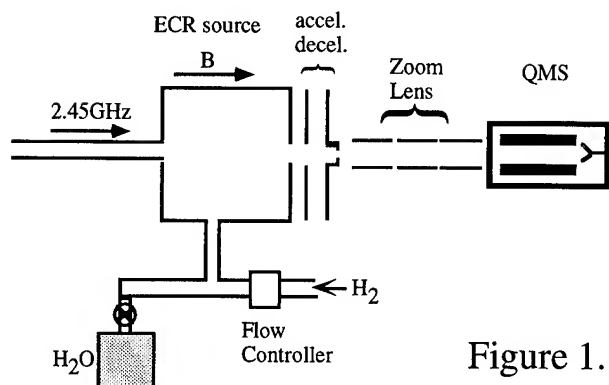 ECR source
accel.
decel.
B
Zoom
Lens
QMS
2.45GHz
H₂
Flow
Controller
H₂O
Figure 1.